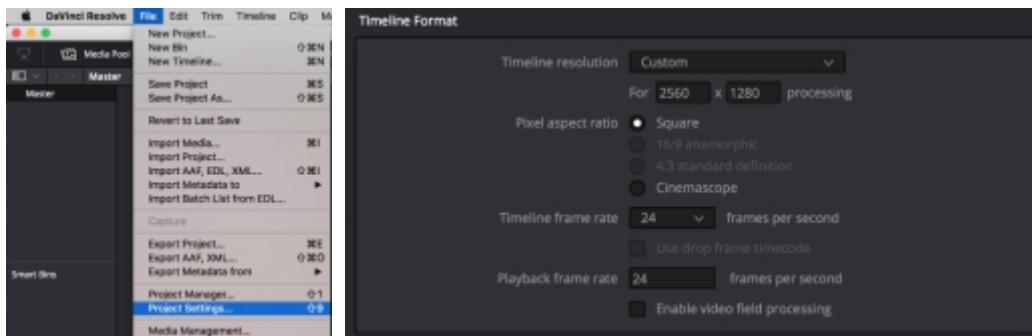 DaVinci Resolve File Edit Trim Timeline Clip
New Project...
New Bin ⇧⌘N
New Timeline... ⌘N
Media Pool
Master
Master
Save Project ⌘S
Save Project As... ⇧⌘S
Revert to Last Save
Import Media... ⌘I
Import Project...
Import AAF, EDL, XML... ⇧⌘I
Import Metadata to
Import Batch List from EDL...
Capture
Export Project... ⌘E
Export AAF, XML... ⇧⌘O
Export Metadata from
Smart Bins
Project Manager... ⇧1
Project Settings... ⇧9
Media Management...
Timeline Format
Timeline resolution Custom
For 2560 x 1280 processing
Pixel aspect ratio Square
16:9 anamorphic
4:3 standard definition
Cinemascope
Timeline frame rate 24 frames per second
Use drop frame timecode
Playback frame rate 24 frames per second
Enable video field processing